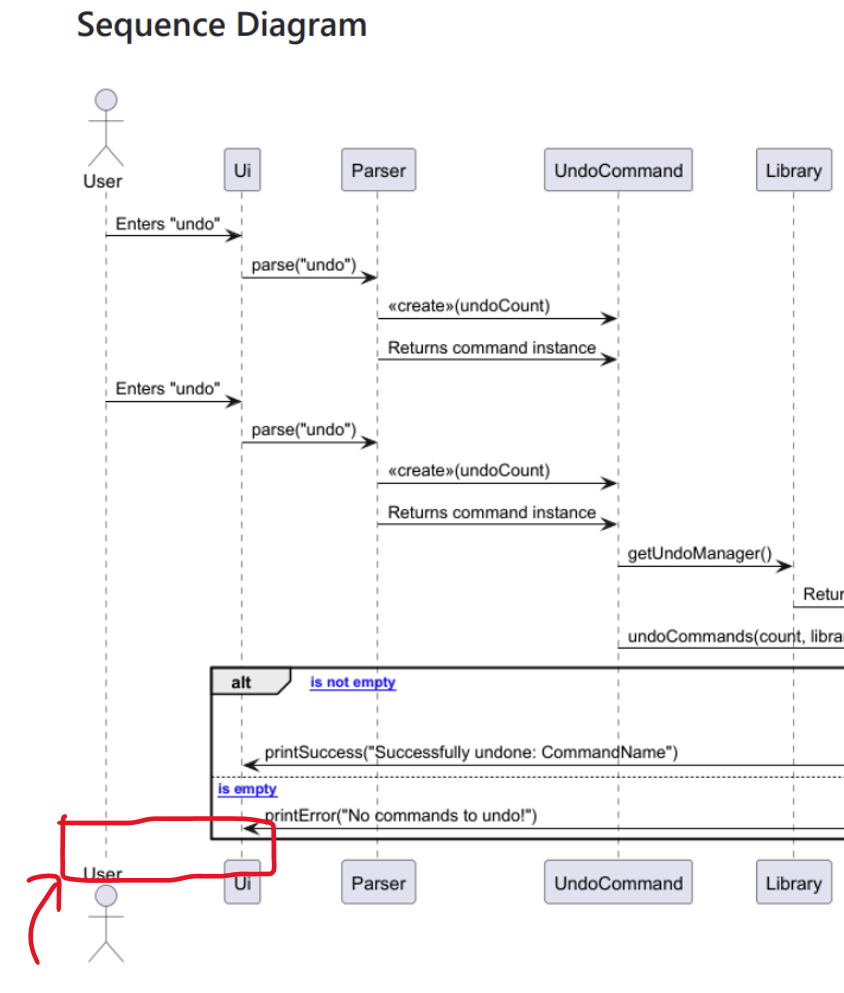 Sequence Diagram
User
Ui
Parser
UndoCommand
Library
Enters "undo"
parse("undo")
«create»(undoCount)
Returns command instance
Enters "undo"
parse("undo")
«create»(undoCount)
Returns command instance
getUndoManager()
Retur
undoCommands(count, libra
alt
is not empty
printSuccess("Successfully undone: CommandName")
is empty
printError("No commands to undo!")
User
Ui
Parser
UndoCommand
Library